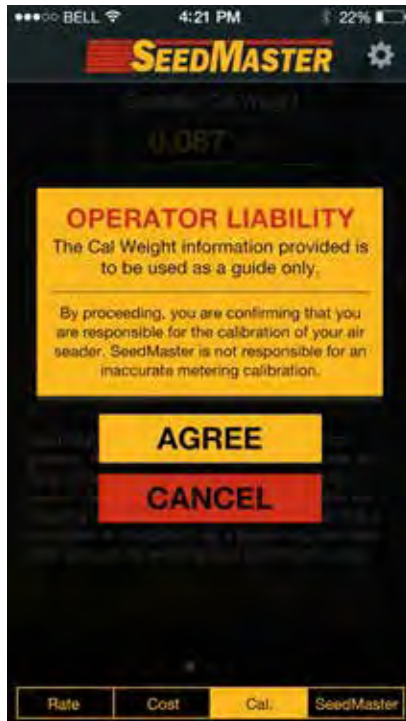 BELL 4:21 PM 22%
SEEDMASTER
0.087
OPERATOR LIABILITY
The Cal Weight information provided is
to be used as a guide only.
By proceeding, you are confirming that you
are responsible for the calibration of your air
seader. SeedMaster is not responsible for an
inaccurate metering calibration.
AGREE
CANCEL
Rate Cost Cal. SeedMaster